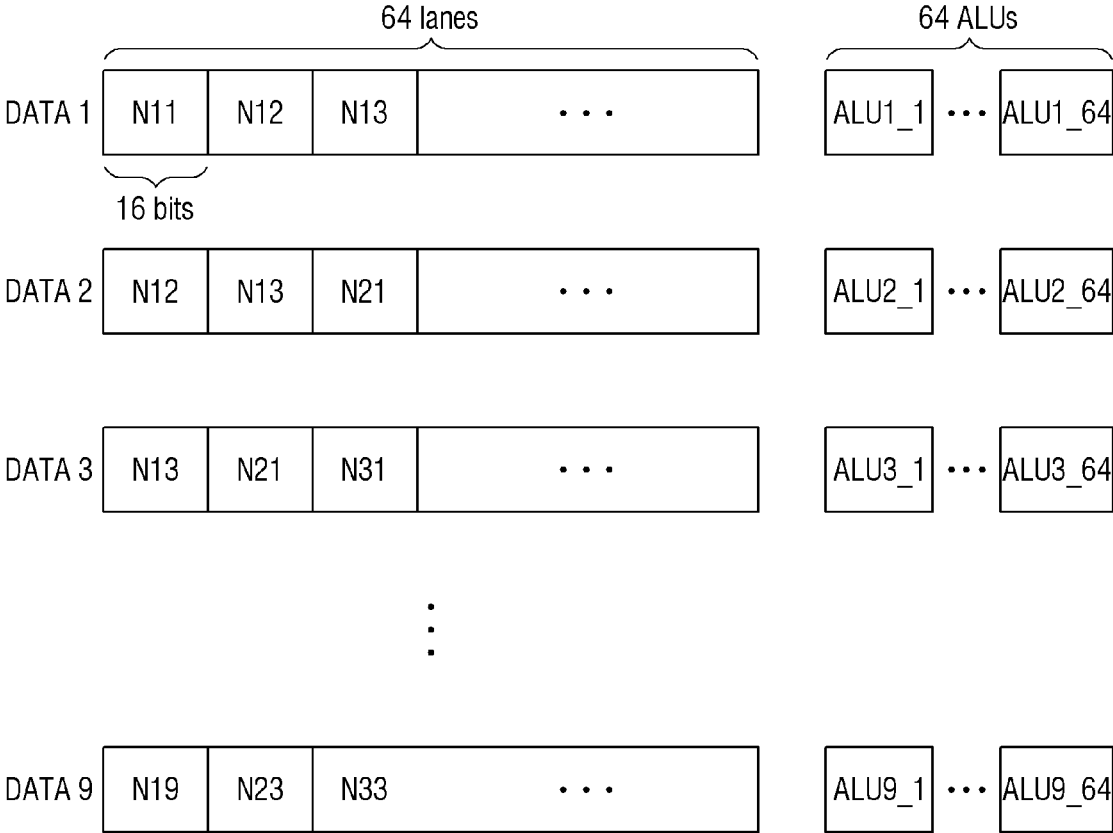 64 lanes 64 ALUs
DATA 1 N11 N12 N13 ... ALU1_1 ... ALU1_64
16 bits
DATA 2 N12 N13 N21 ... ALU2_1 ... ALU2_64
DATA 3 N13 N21 N31 ... ALU3_1 ... ALU3_64
DATA 9 N19 N23 N33 ... ALU9_1 ... ALU9_64